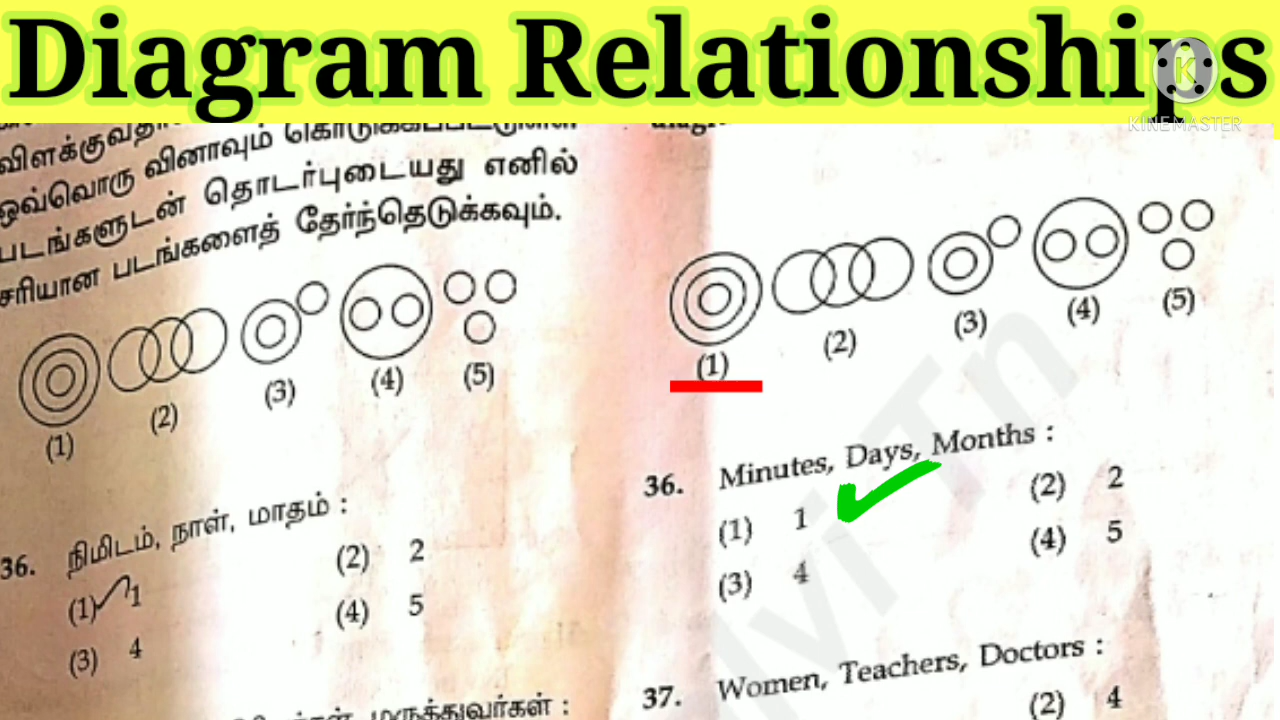 Diagram Relationships
K
KINEMASTER
ஒவ்வொரு வினாவும் கொடுக்கப்பட்டுள்ள
படங்களுடன் தொடர்புடையது எனில்
சரியான படங்களைத் தேர்ந்தெடுக்கவும்.
(1) (2) (3) (4) (5)
36. நிமிடம், நாள், மாதம் :
(1) 1 (2) 2
(3) 4 (4) 5
மருத்துவர்கள் :
(1) (2) (3) (4) (5)
36. Minutes, Days, Months :
(1) 1 (2) 2
(3) 4 (4) 5
37. Women, Teachers, Doctors :
(2) 4